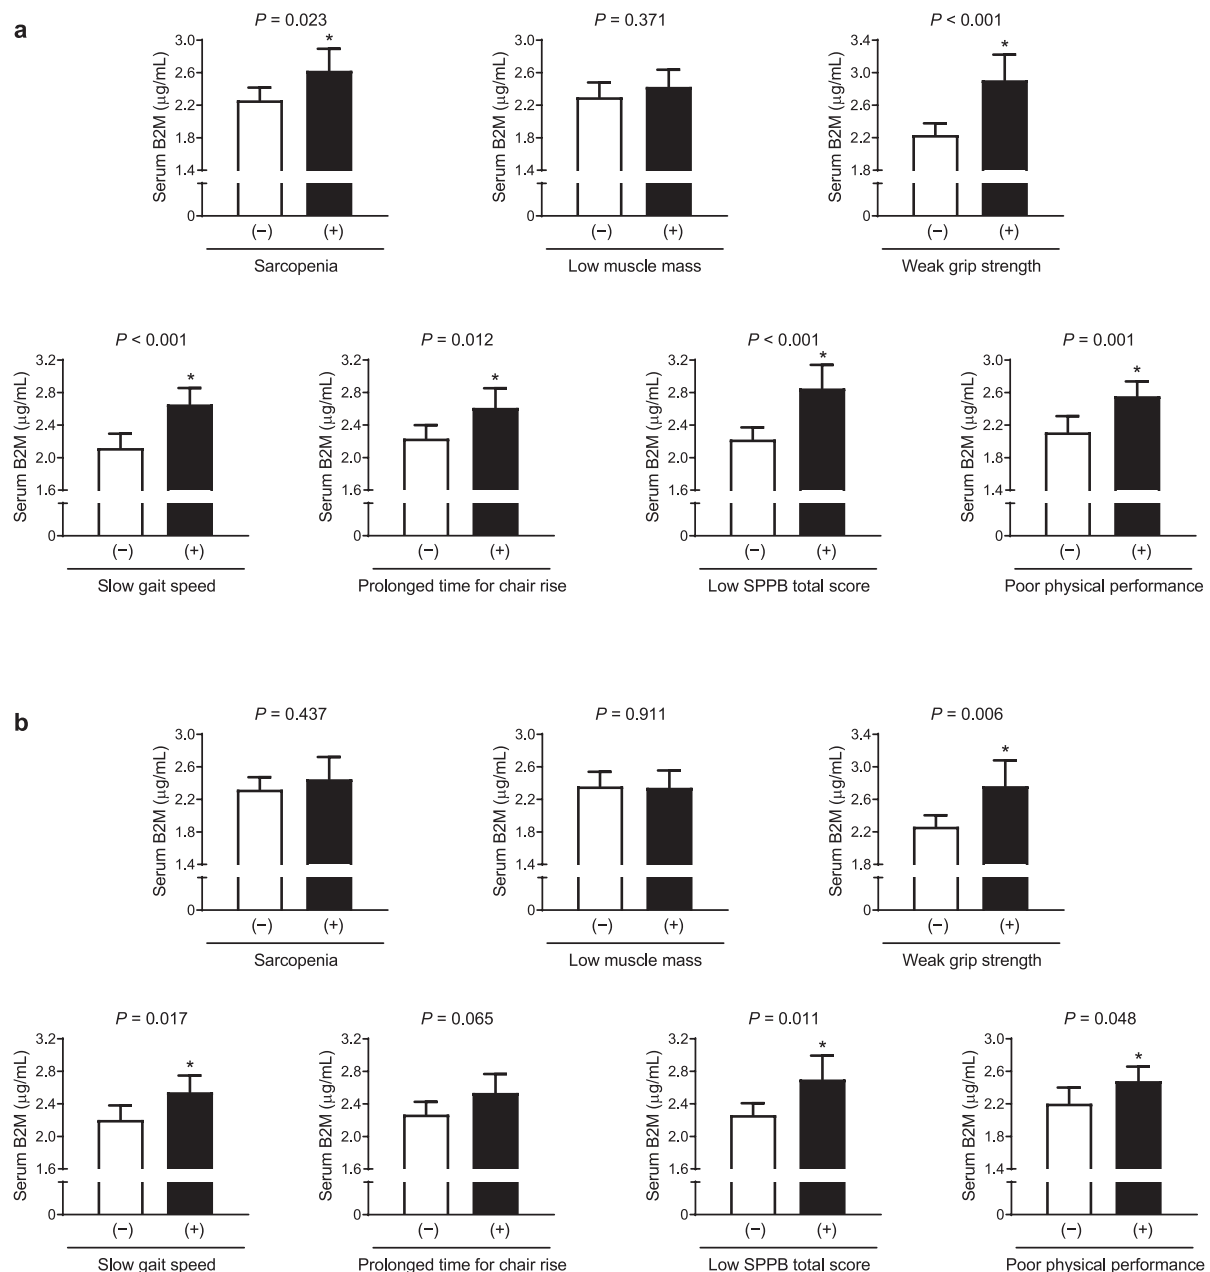 a
P = 0.023
P = 0.371
P < 0.001
Serum B2M (μg/mL)
3.0
2.6
2.2
1.8
1.4
0
*
(−)
(+)
Sarcopenia
Serum B2M (μg/mL)
3.0
2.6
2.2
1.8
1.4
0
(−)
(+)
Low muscle mass
Serum B2M (μg/mL)
3.4
3.0
2.6
2.2
1.8
0
*
(−)
(+)
Weak grip strength
P < 0.001
P = 0.012
P <0.001
P = 0.001
Serum B2M (μg/mL)
3.2
2.8
2.4
2.0
1.6
0
*
(−)
(+)
Slow gait speed
Serum B2M (μg/mL)
3.2
2.8
2.4
2.0
1.6
0
*
(−)
(+)
Prolonged time for chair rise
Serum B2M (μg/mL)
3.2
2.8
2.4
2.0
1.6
0
*
(−)
(+)
Low SPPB total score
Serum B2M (μg/mL)
3.0
2.6
2.2
1.8
1.4
0
*
(−)
(+)
Poor physical performance
b
P = 0.437
P = 0.911
P = 0.006
Serum B2M (μg/mL)
3.0
2.6
2.2
1.8
1.4
0
(−)
(+)
Sarcopenia
Serum B2M (μg/mL)
3.0
2.6
2.2
1.8
1.4
0
(−)
(+)
Low muscle mass
Serum B2M (μg/mL)
3.4
3.0
2.6
2.2
1.8
0
*
(−)
(+)
Weak grip strength
P = 0.017
P = 0.065
P = 0.011
P = 0.048
Serum B2M (μg/mL)
3.2
2.8
2.4
2.0
1.6
0
*
(−)
(+)
Slow gait speed
Serum B2M (μg/mL)
3.2
2.8
2.4
2.0
1.6
0
(−)
(+)
Prolonged time for chair rise
Serum B2M (μg/mL)
3.2
2.8
2.4
2.0
1.6
0
*
(−)
(+)
Low SPPB total score
Serum B2M (μg/mL)
3.0
2.6
2.2
1.8
1.4
0
*
(−)
(+)
Poor physical performance